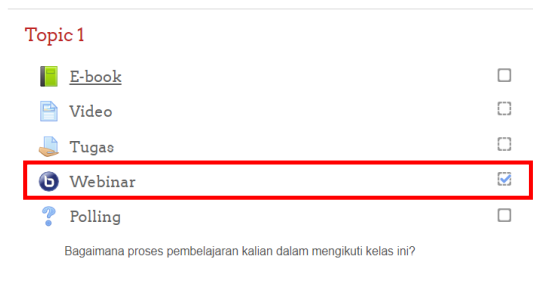 Topic 1
E-book
Video
Tugas
Webinar
Polling
Bagaimana proses pembelajaran kalian dalam mengikuti kelas ini?